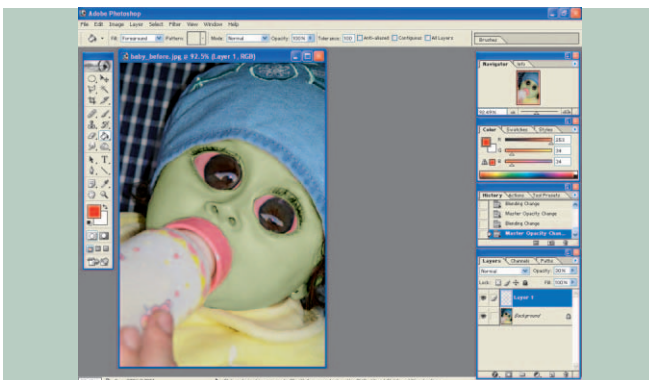 Adobe Photoshop
File Edit Image Layer Select Filter View Window Help
Fill: Foreground Pattern: Mode: Normal Opacity: 100% Tolerance: Anti-aliased Contiguous All Layers
Brushes
baby_before.jpg @ 92.5% (Layer 1, RGB)
Navigator Info
Color Swatches Styles
34
34
History Actions Tool Presets
Blending Change
Master Opacity Change
Blending Change
Master Opacity Chan...
Layers Channels Paths
Normal Opacity: 30%
Lock: Fill: 100%
Layer 1
Background